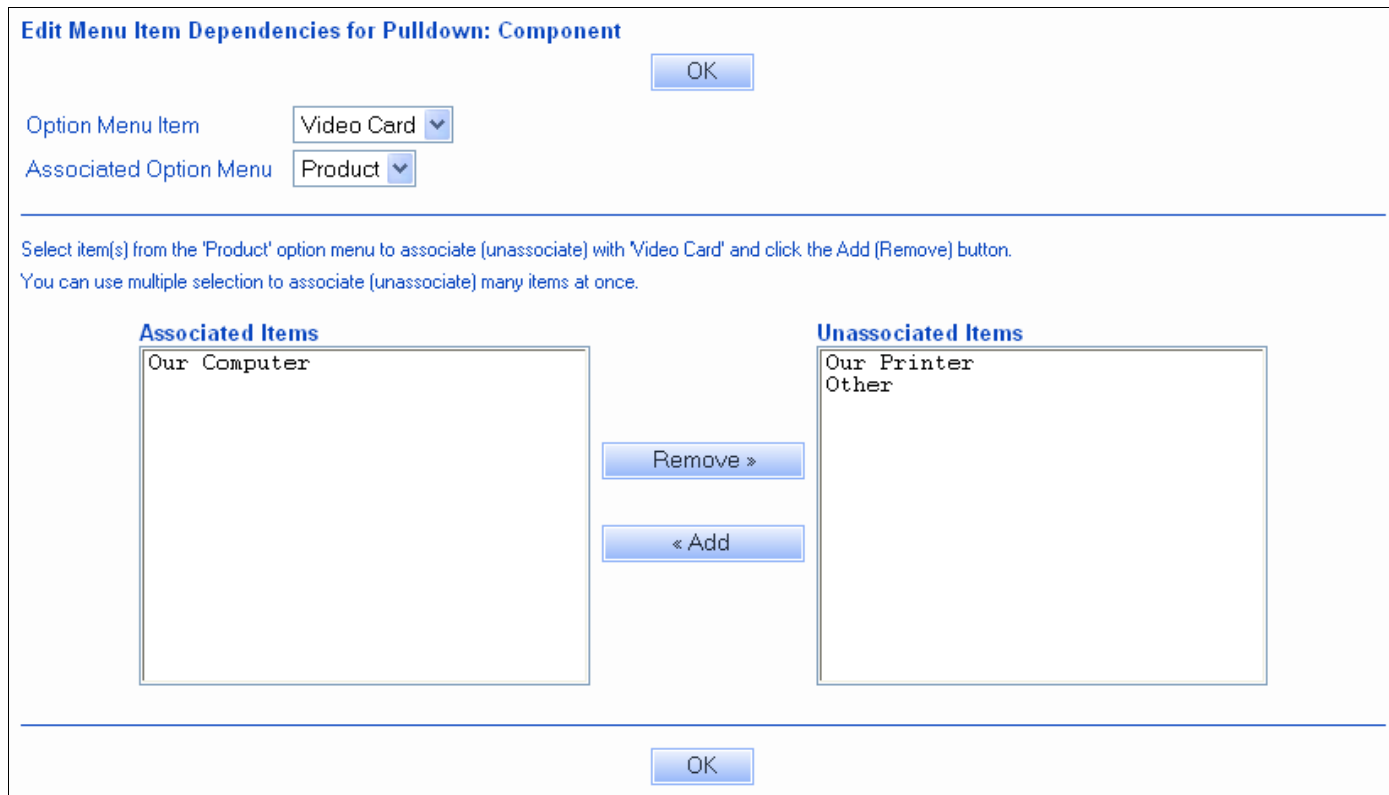 Edit Menu Item Dependencies for Pulldown: Component
OK
Option Menu Item Video Card
Associated Option Menu Product
Select item(s) from the 'Product' option menu to associate (unassociate) with 'Video Card' and click the Add (Remove) button.
You can use multiple selection to associate (unassociate) many items at once.
Associated Items Unassociated Items
Our Computer Our Printer
Other
Remove »
« Add
OK